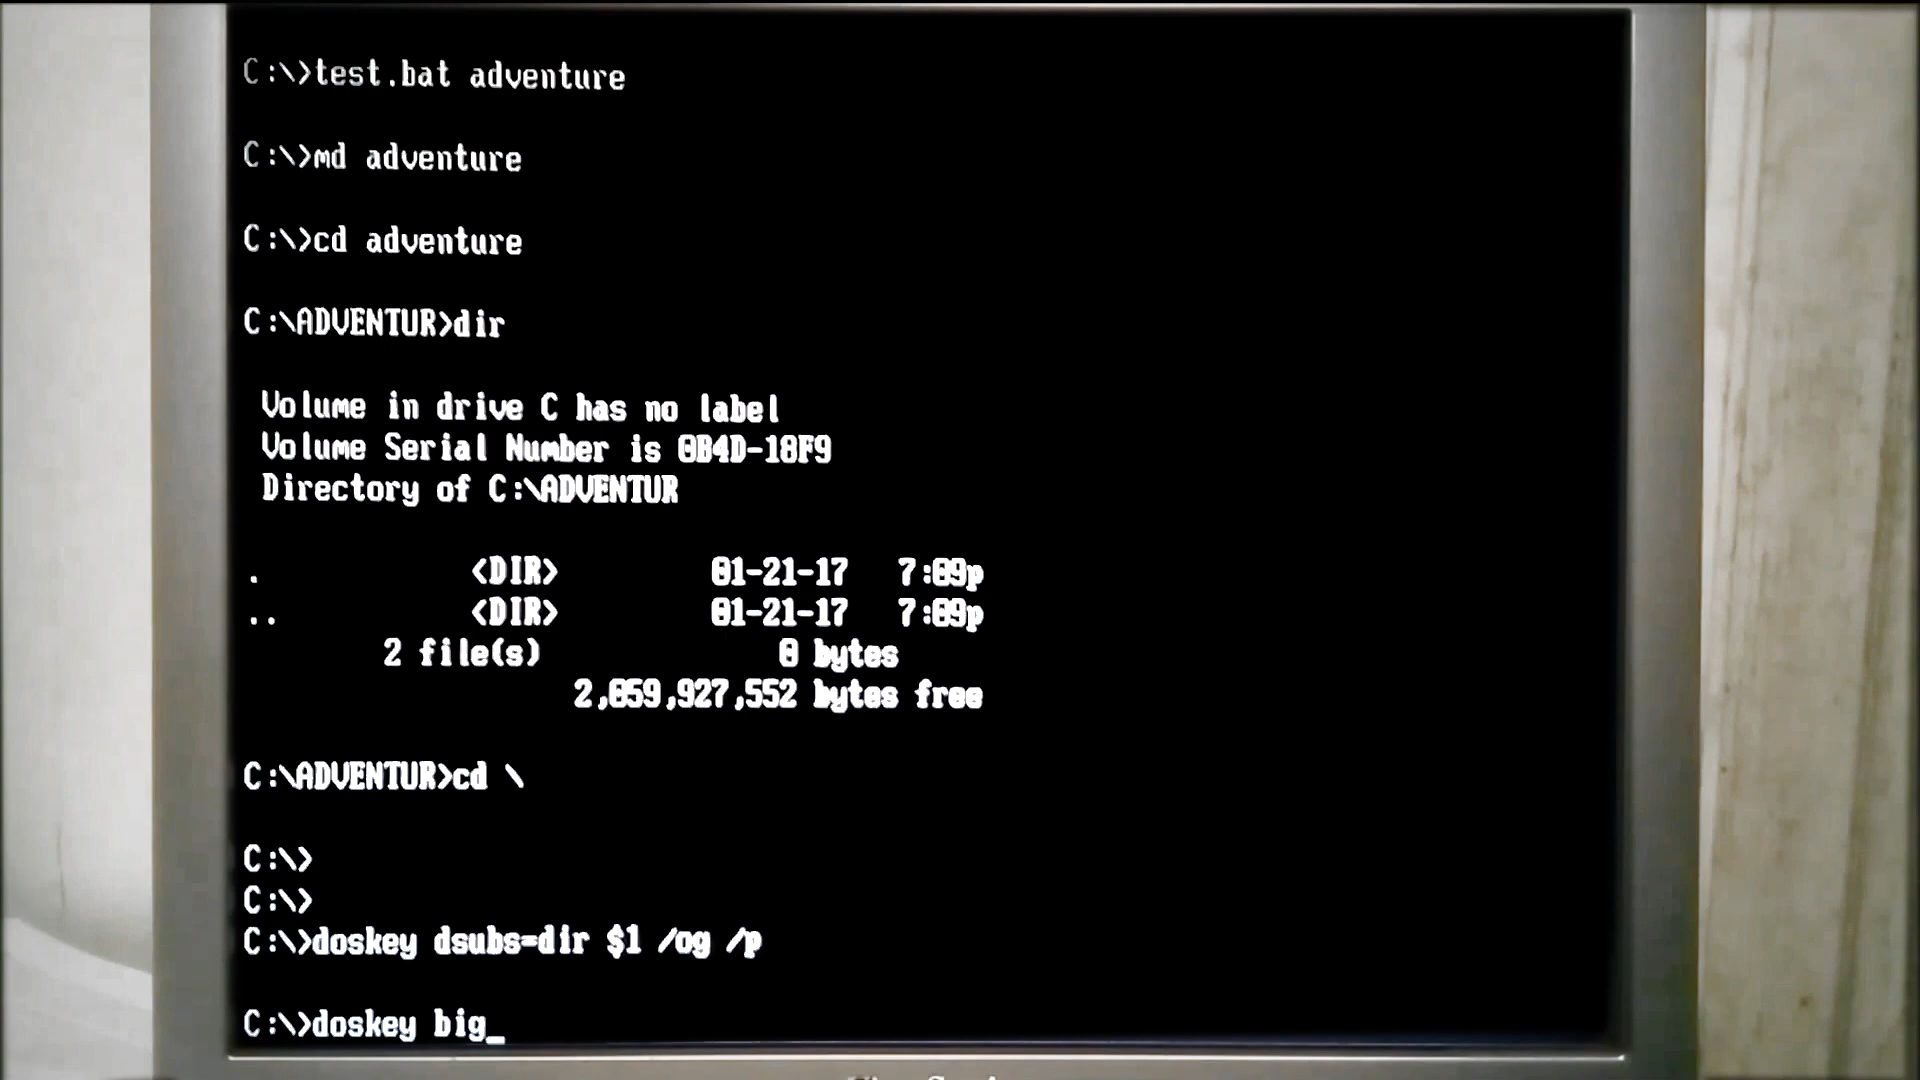 C:\>test.bat adventure
C:\>md adventure
C:\>cd adventure
C:\ADVENTUR>dir
Volume in drive C has no label
Volume Serial Number is 0B4D-18F9
Directory of C:\ADVENTUR
. <DIR> 01-21-17 7:09p
.. <DIR> 01-21-17 7:09p
2 file(s) 0 bytes
2,059,927,552 bytes free
C:\ADVENTUR>cd \
C:\>
C:\>
C:\>doskey dsubs=dir $1 /og /p
C:\>doskey big_